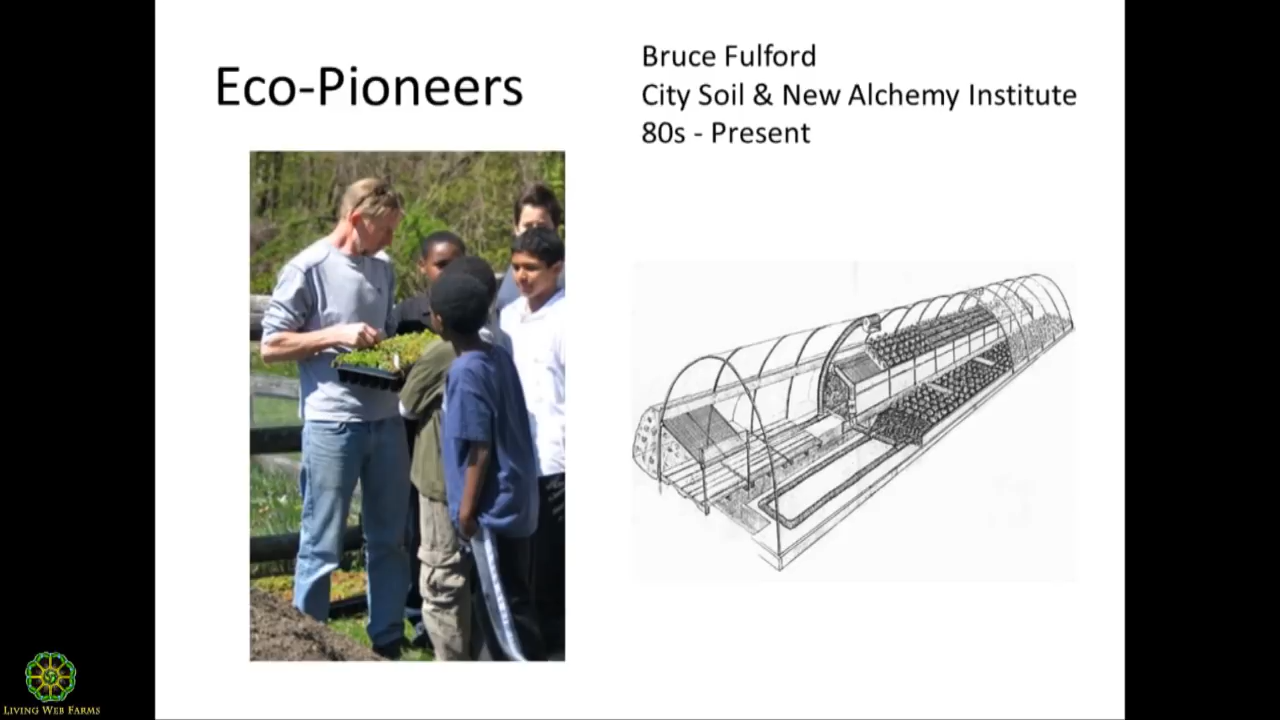 Eco-Pioneers
Bruce Fulford
City Soil & New Alchemy Institute
80s - Present
LIVING WEB FARMS